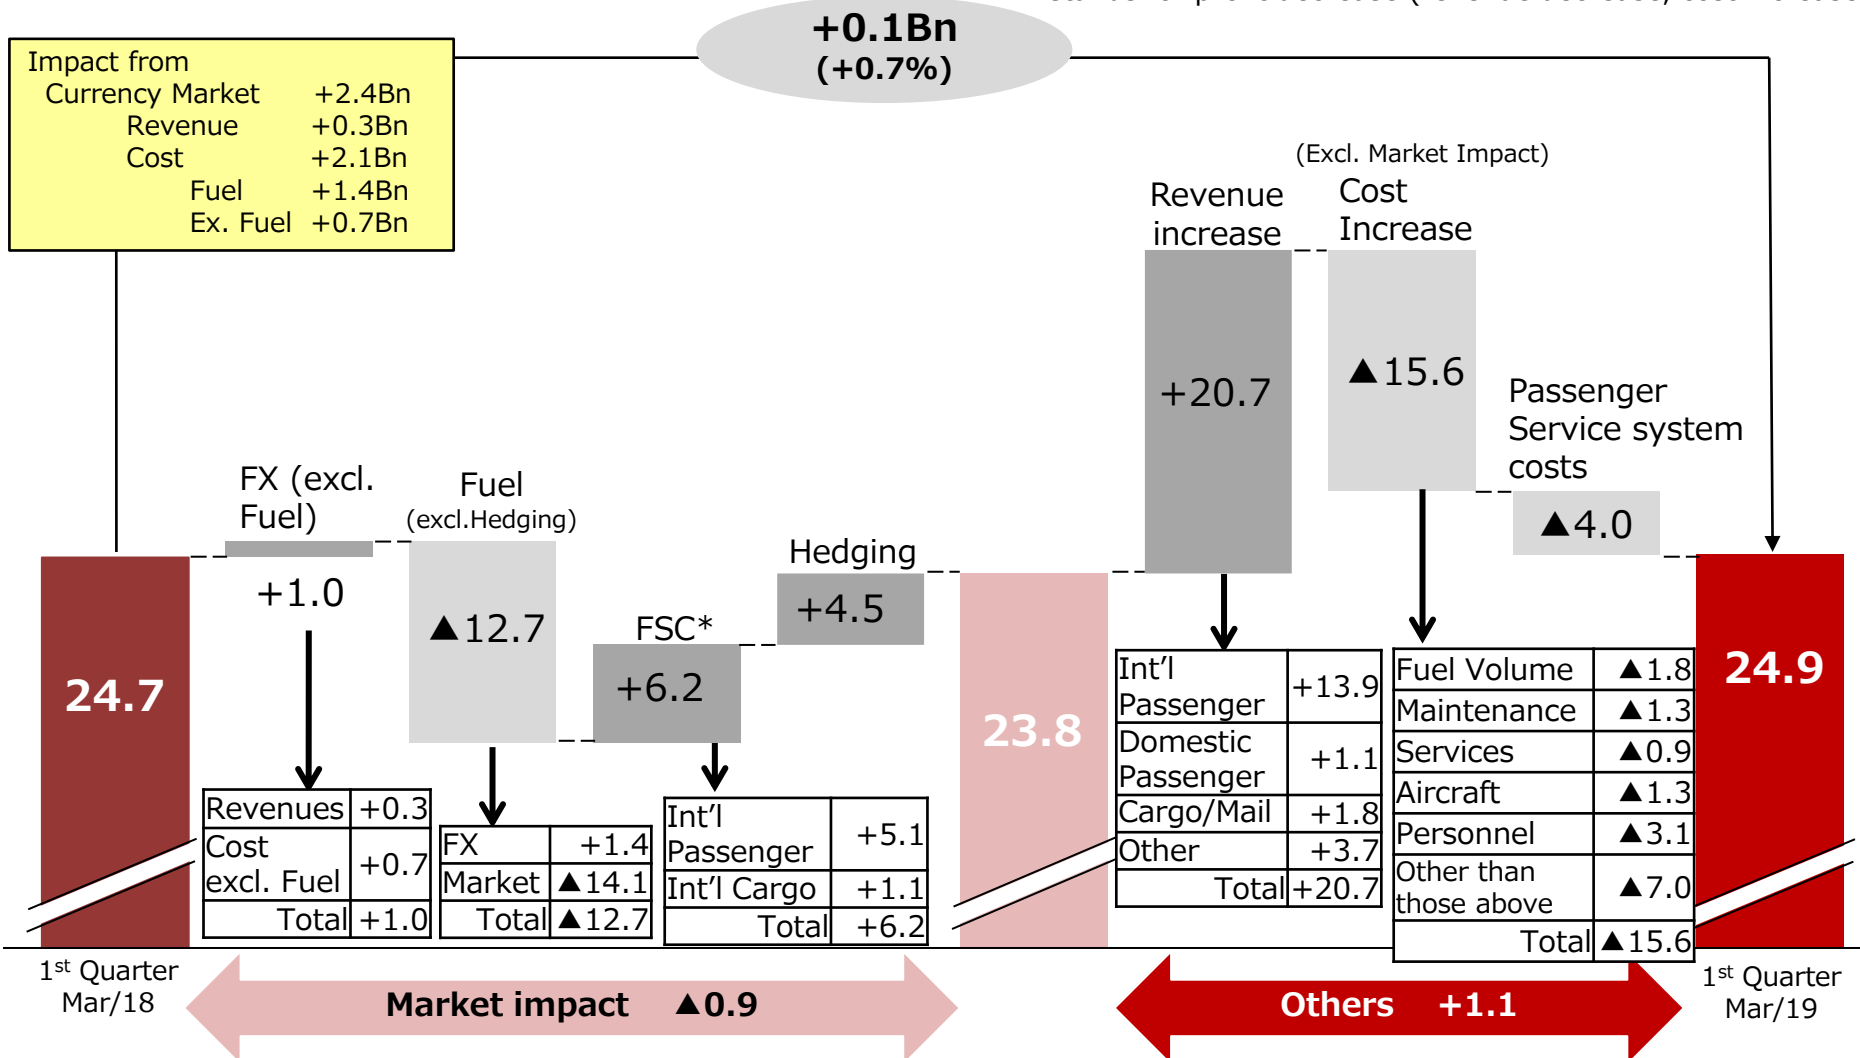 +0.1Bn
(+0.7%)
Impact from
Currency Market +2.4Bn
Revenue +0.3Bn
Cost +2.1Bn
Fuel +1.4Bn
Ex. Fuel +0.7Bn
(Excl. Market Impact)
Revenue
increase
Cost
Increase
+20.7
▲15.6
Passenger
Service system
costs
▲4.0
FX (excl.
Fuel)
+1.0
Fuel
(excl.Hedging)
▲12.7
FSC*
+6.2
Hedging
+4.5
24.7
23.8
24.9
Revenues +0.3
Cost
excl. Fuel +0.7
Total +1.0
FX +1.4
Market ▲14.1
Total ▲12.7
Int'l
Passenger +5.1
Int'l Cargo +1.1
Total +6.2
Int'l
Passenger +13.9
Domestic
Passenger +1.1
Cargo/Mail +1.8
Other +3.7
Total +20.7
Fuel Volume ▲1.8
Maintenance ▲1.3
Services ▲0.9
Aircraft ▲1.3
Personnel ▲3.1
Other than
those above ▲7.0
Total ▲15.6
1st Quarter
Mar/18
Market impact ▲0.9
Others +1.1
1st Quarter
Mar/19